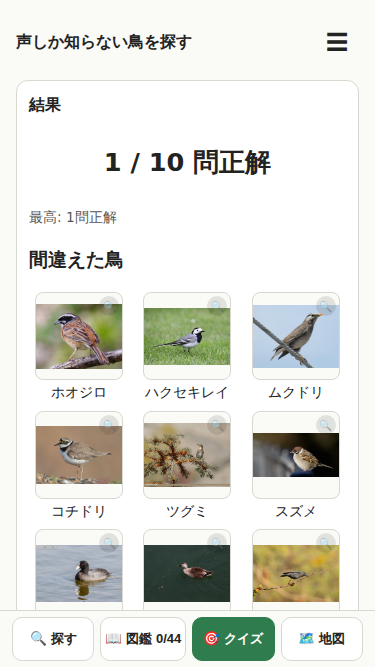 声しか知らない鳥を探す
結果
1 / 10 問正解
最高: 1問正解
間違えた鳥
ホオジロ
ハクセキレイ
ムクドリ
コチドリ
ツグミ
スズメ
探す
図鑑 0/44
クイズ
地図